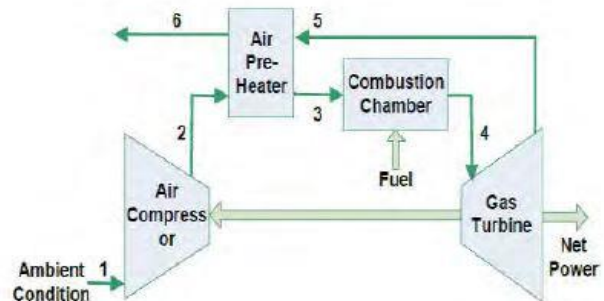 6
5
Air
Pre-
Heater
Combustion
Chamber
2
3
4
Fuel
Air
Compress
or
Gas
Turbine
Net
Power
Ambient
Condition
1